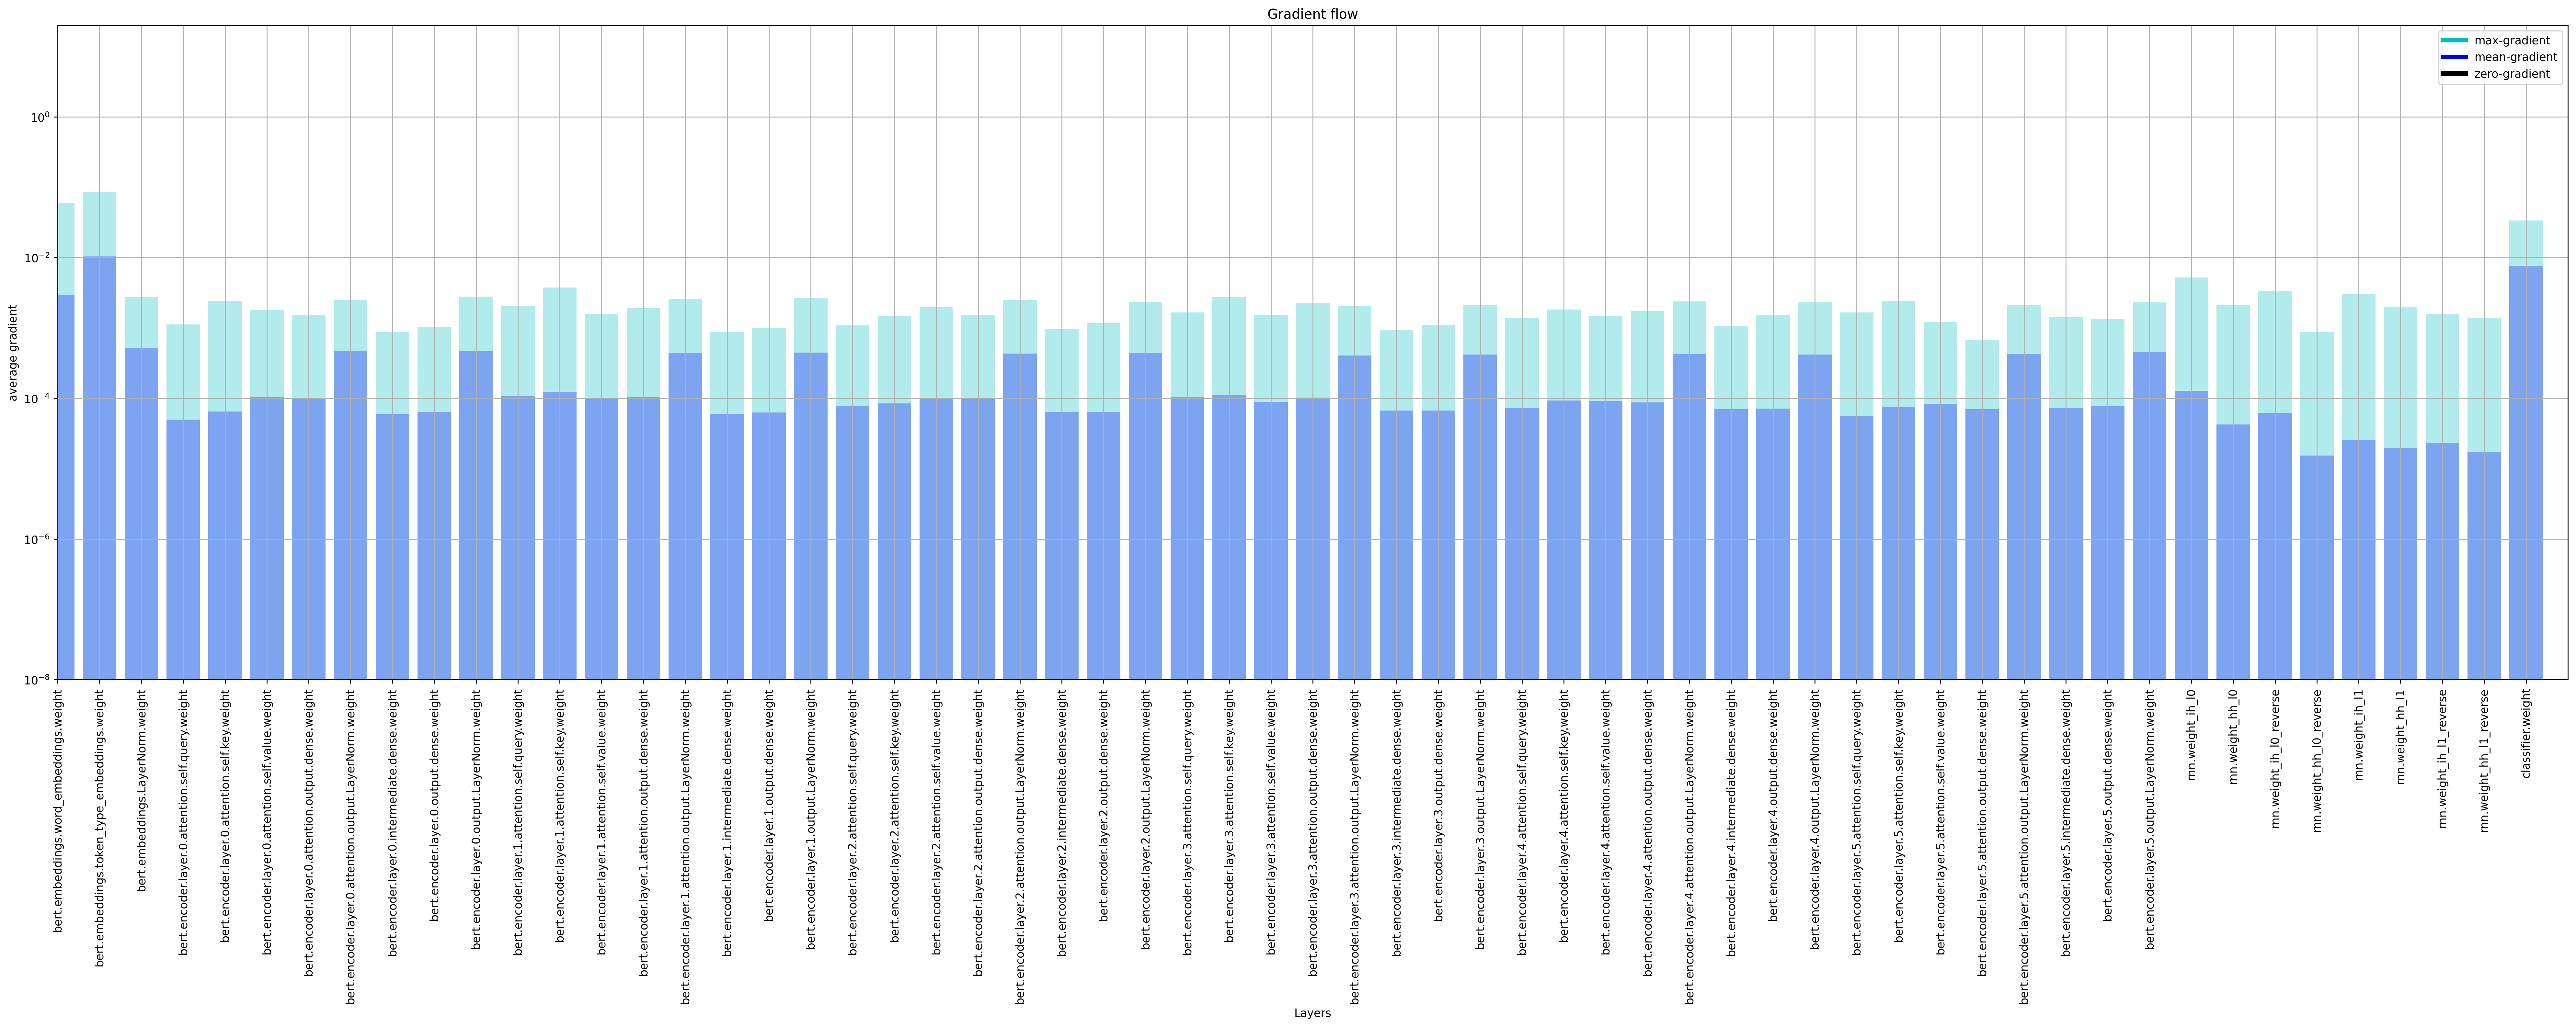 Gradient flow
max-gradient
mean-gradient
zero-gradient
average gradient
10⁰
10⁻²
10⁻⁴
10⁻⁶
10⁻⁸
bert.embeddings.word_embeddings.weight
bert.embeddings.token_type_embeddings.weight
bert.embeddings.LayerNorm.weight
bert.encoder.layer.0.attention.self.query.weight
bert.encoder.layer.0.attention.self.key.weight
bert.encoder.layer.0.attention.self.value.weight
bert.encoder.layer.0.attention.output.dense.weight
bert.encoder.layer.0.attention.output.LayerNorm.weight
bert.encoder.layer.0.intermediate.dense.weight
bert.encoder.layer.0.output.dense.weight
bert.encoder.layer.0.output.LayerNorm.weight
bert.encoder.layer.1.attention.self.query.weight
bert.encoder.layer.1.attention.self.key.weight
bert.encoder.layer.1.attention.self.value.weight
bert.encoder.layer.1.attention.output.dense.weight
bert.encoder.layer.1.attention.output.LayerNorm.weight
bert.encoder.layer.1.intermediate.dense.weight
bert.encoder.layer.1.output.dense.weight
bert.encoder.layer.1.output.LayerNorm.weight
bert.encoder.layer.2.attention.self.query.weight
bert.encoder.layer.2.attention.self.key.weight
bert.encoder.layer.2.attention.self.value.weight
bert.encoder.layer.2.attention.output.dense.weight
bert.encoder.layer.2.attention.output.LayerNorm.weight
bert.encoder.layer.2.intermediate.dense.weight
bert.encoder.layer.2.output.dense.weight
bert.encoder.layer.2.output.LayerNorm.weight
bert.encoder.layer.3.attention.self.query.weight
bert.encoder.layer.3.attention.self.key.weight
bert.encoder.layer.3.attention.self.value.weight
bert.encoder.layer.3.attention.output.dense.weight
bert.encoder.layer.3.attention.output.LayerNorm.weight
bert.encoder.layer.3.intermediate.dense.weight
bert.encoder.layer.3.output.dense.weight
bert.encoder.layer.3.output.LayerNorm.weight
bert.encoder.layer.4.attention.self.query.weight
bert.encoder.layer.4.attention.self.key.weight
bert.encoder.layer.4.attention.self.value.weight
bert.encoder.layer.4.attention.output.dense.weight
bert.encoder.layer.4.attention.output.LayerNorm.weight
bert.encoder.layer.4.intermediate.dense.weight
bert.encoder.layer.4.output.dense.weight
bert.encoder.layer.4.output.LayerNorm.weight
bert.encoder.layer.5.attention.self.query.weight
bert.encoder.layer.5.attention.self.key.weight
bert.encoder.layer.5.attention.self.value.weight
bert.encoder.layer.5.attention.output.dense.weight
bert.encoder.layer.5.attention.output.LayerNorm.weight
bert.encoder.layer.5.intermediate.dense.weight
bert.encoder.layer.5.output.dense.weight
bert.encoder.layer.5.output.LayerNorm.weight
rnn.weight_ih_l0
rnn.weight_hh_l0
rnn.weight_ih_l0_reverse
rnn.weight_hh_l0_reverse
rnn.weight_ih_l1
rnn.weight_hh_l1
rnn.weight_ih_l1_reverse
rnn.weight_hh_l1_reverse
classifier.weight
Layers